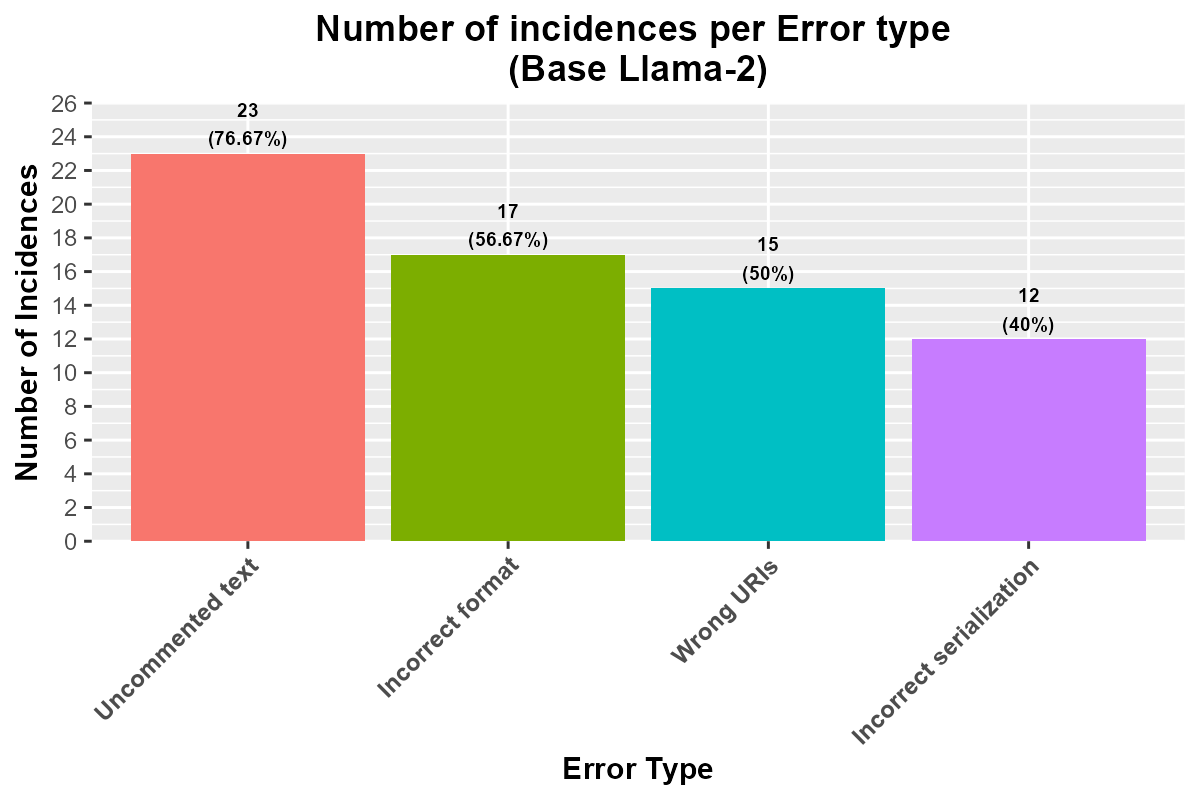 Number of incidences per Error type
(Base Llama-2)
Number of Incidences
26
24
22
20
18
16
14
12
10
8
6
4
2
0
23
(76.67%)
17
(56.67%)
15
(50%)
12
(40%)
Uncommented text
Incorrect format
Wrong URIs
Incorrect serialization
Error Type